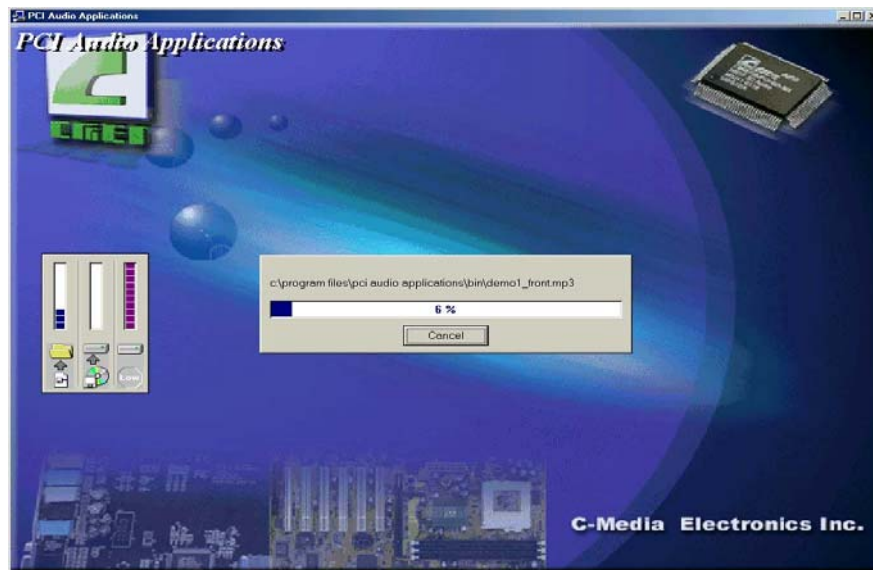 PCI Audio Applications
PCI Audio Applications
c:\program files\pci audio applications\bin\demo1_front.mp3
6 %
Cancel
Low
C-Media Electronics Inc.